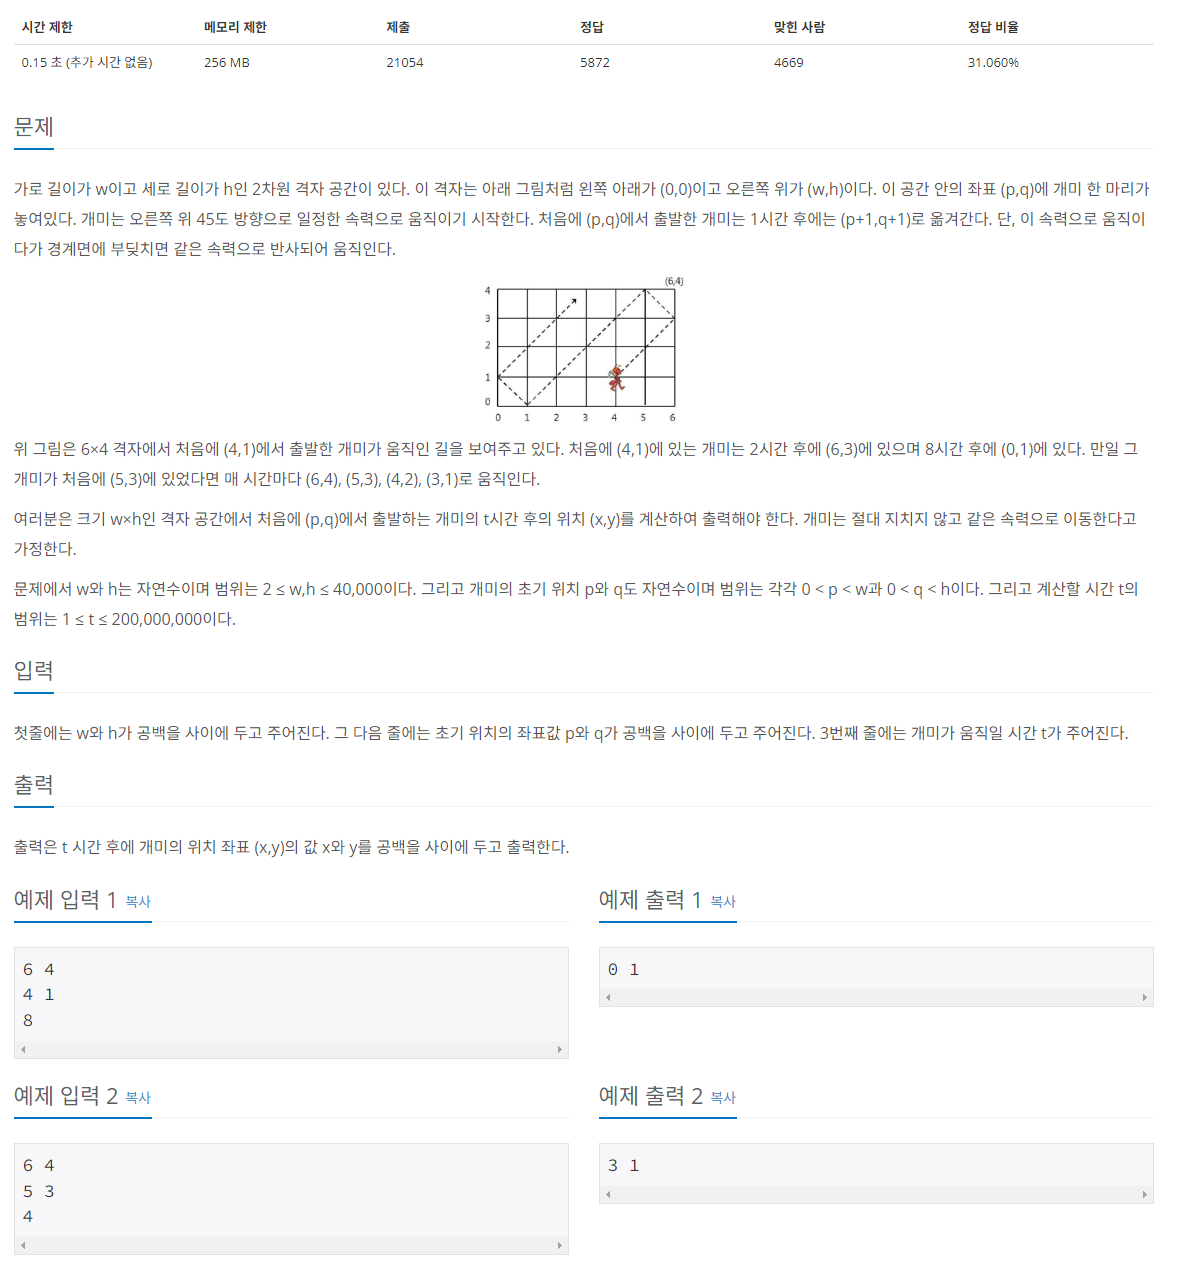 시간 제한 메모리 제한 제출 정답 맞힌 사람 정답 비율
0.15 초 (추가 시간 없음) 256 MB 21054 5872 4669 31.060%
문제
가로 길이가 w이고 세로 길이가 h인 2차원 격자 공간이 있다. 이 격자는 아래 그림처럼 왼쪽 아래가 (0,0)이고 오른쪽 위가 (w,h)이다. 이 공간 안의 좌표 (p,q)에 개미 한 마리가
놓여있다. 개미는 오른쪽 위 45도 방향으로 일정한 속력으로 움직이기 시작한다. 처음에 (p,q)에서 출발한 개미는 1시간 후에는 (p+1,q+1)로 옮겨간다. 단, 이 속력으로 움직이
다가 경계면에 부딪치면 같은 속력으로 반사되어 움직인다.
(6,4)
4
3
2
1
0
0 1 2 3 4 5 6
위 그림은 6×4 격자에서 처음에 (4,1)에서 출발한 개미가 움직인 길을 보여주고 있다. 처음에 (4,1)에 있는 개미는 2시간 후에 (6,3)에 있으며 8시간 후에 (0,1)에 있다. 만일 그
개미가 처음에 (5,3)에 있었다면 매 시간마다 (6,4), (5,3), (4,2), (3,1)로 움직인다.
여러분은 크기 w×h인 격자 공간에서 처음에 (p,q)에서 출발하는 개미의 t시간 후의 위치 (x,y)를 계산하여 출력해야 한다. 개미는 절대 지치지 않고 같은 속력으로 이동한다고
가정한다.
문제에서 w와 h는 자연수이며 범위는 2 ≤ w,h ≤ 40,000이다. 그리고 개미의 초기 위치 p와 q도 자연수이며 범위는 각각 0 < p < w과 0 < q < h이다. 그리고 계산할 시간 t의
범위는 1 ≤ t ≤ 200,000,000이다.
입력
첫줄에는 w와 h가 공백을 사이에 두고 주어진다. 그 다음 줄에는 초기 위치의 좌표값 p와 q가 공백을 사이에 두고 주어진다. 3번째 줄에는 개미가 움직일 시간 t가 주어진다.
출력
출력은 t 시간 후에 개미의 위치 좌표 (x,y)의 값 x와 y를 공백을 사이에 두고 출력한다.
예제 입력 1 복사
6 4
4 1
8
예제 출력 1 복사
0 1
예제 입력 2 복사
6 4
5 3
4
예제 출력 2 복사
3 1